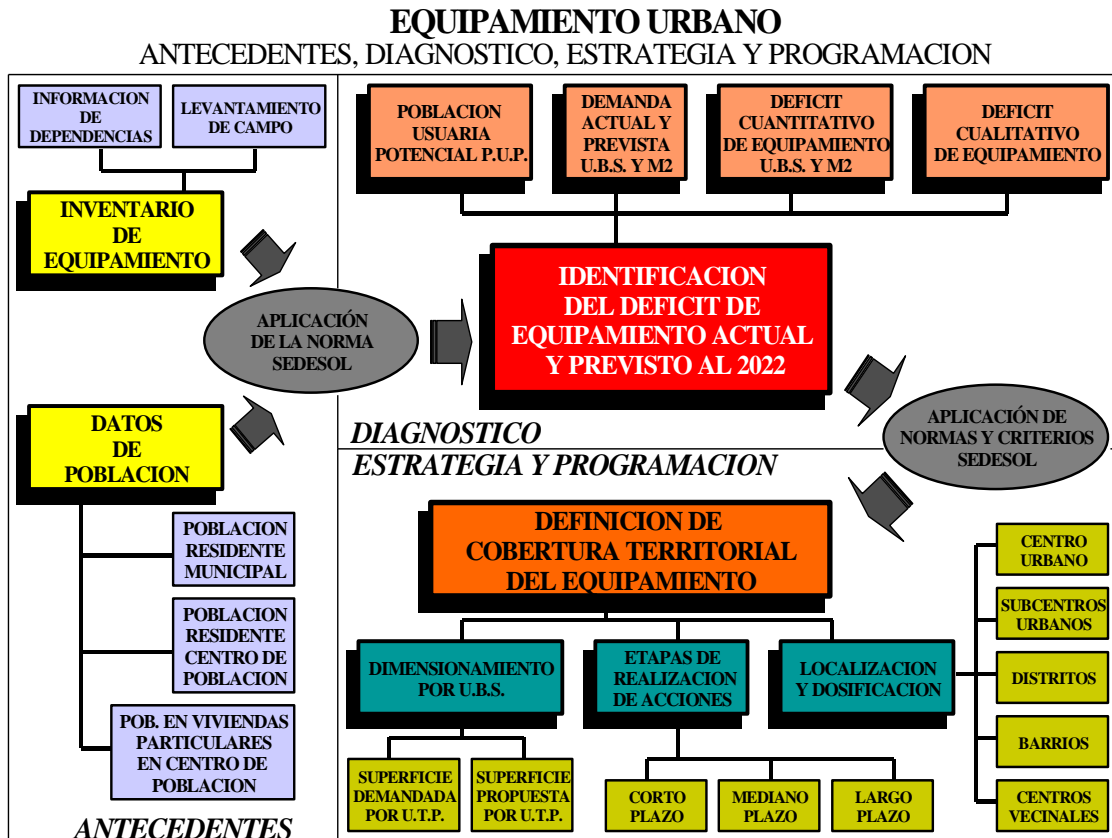 EQUIPAMIENTO URBANO
ANTECEDENTES, DIAGNOSTICO, ESTRATEGIA Y PROGRAMACION
INFORMACION
DE
DEPENDENCIAS
LEVANTAMIENTO
DE CAMPO
INVENTARIO
DE
EQUIPAMIENTO
APLICACIÓN
DE LA NORMA
SEDESOL
DATOS
DE
POBLACION
POBLACION
RESIDENTE
MUNICIPAL
POBLACION
RESIDENTE
CENTRO DE
POBLACION
POB. EN VIVIENDAS
PARTICULARES
EN CENTRO DE
POBLACION
ANTECEDENTES
POBLACION
USUARIA
POTENCIAL P.U.P.
DEMANDA
ACTUAL Y
PREVISTA
U.B.S. Y M2
DEFICIT
CUANTITATIVO
DE EQUIPAMIENTO
U.B.S. Y M2
DEFICIT
CUALITATIVO
DE EQUIPAMIENTO
IDENTIFICACION
DEL DEFICIT DE
EQUIPAMIENTO ACTUAL
Y PREVISTO AL 2022
DIAGNOSTICO
APLICACIÓN DE
NORMAS Y CRITERIOS
SEDESOL
ESTRATEGIA Y PROGRAMACION
DEFINICION DE
COBERTURA TERRITORIAL
DEL EQUIPAMIENTO
DIMENSIONAMIENTO
POR U.B.S.
ETAPAS DE
REALIZACION
DE ACCIONES
LOCALIZACION
Y DOSIFICACION
SUPERFICIE
DEMANDADA
POR U.T.P.
SUPERFICIE
PROPUESTA
POR U.T.P.
CORTO
PLAZO
MEDIANO
PLAZO
LARGO
PLAZO
CENTRO
URBANO
SUBCENTROS
URBANOS
DISTRITOS
BARRIOS
CENTROS
VECINALES